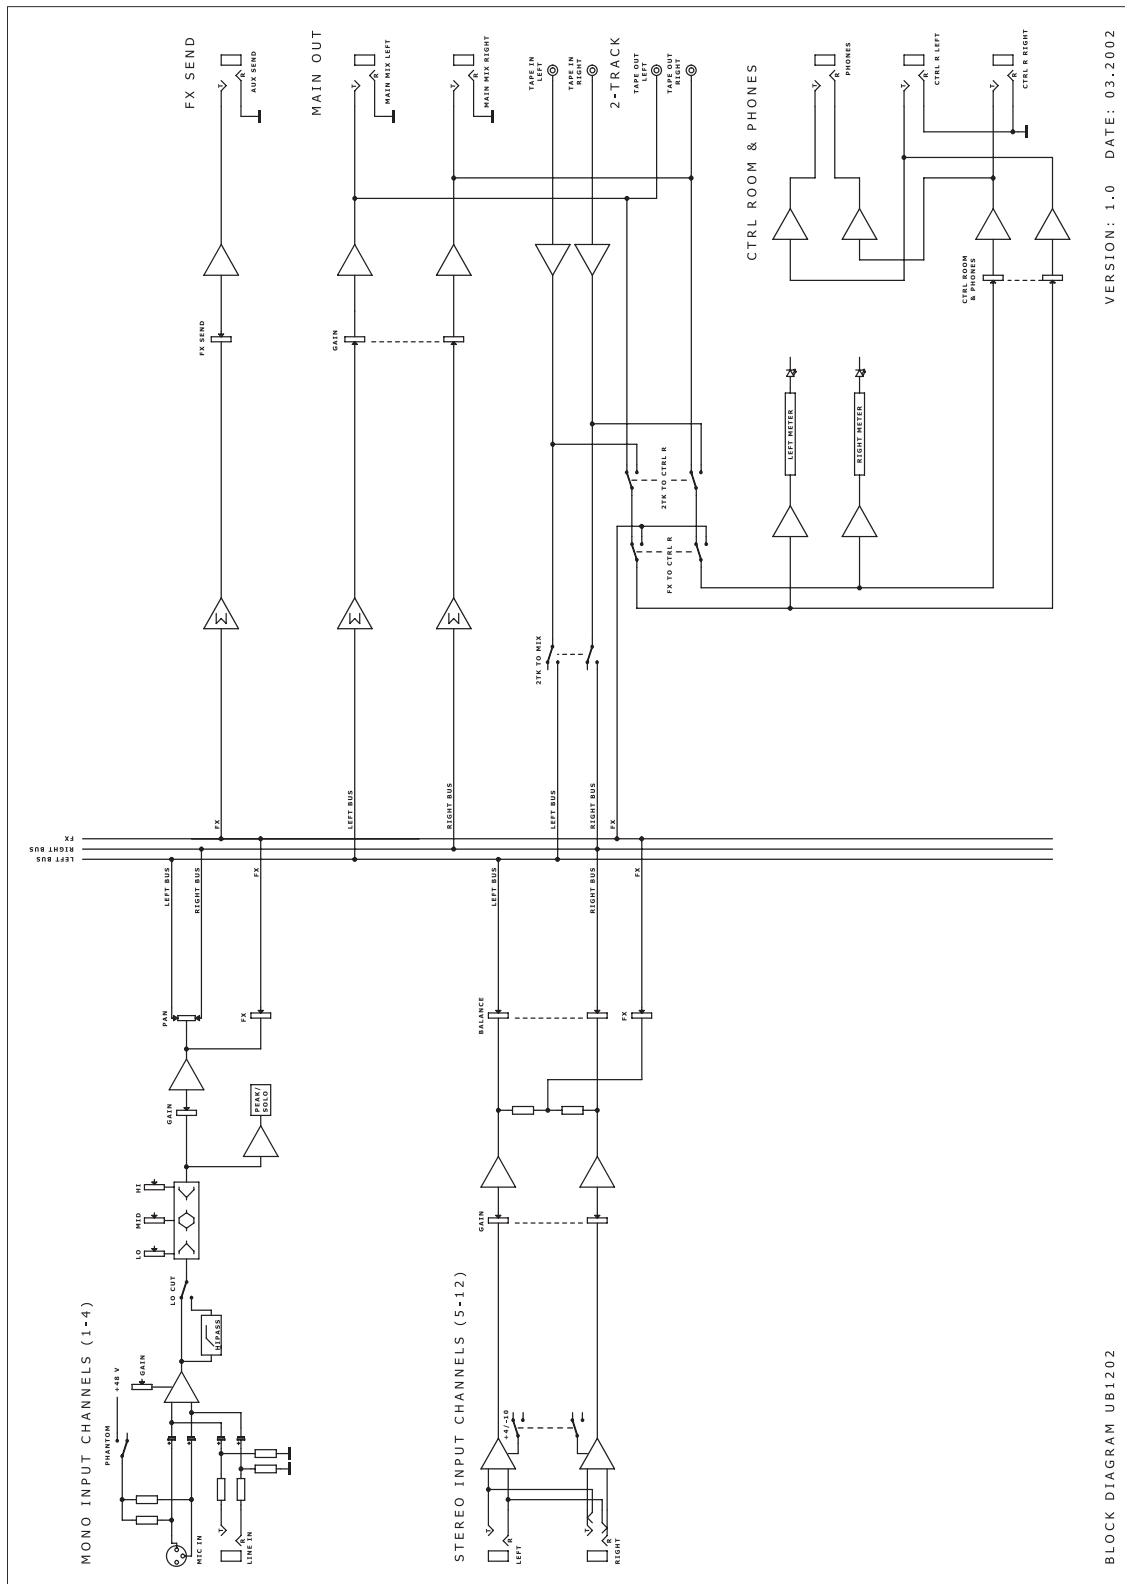 MONO INPUT CHANNELS (1-4)
PHANTOM
+48 V
GAIN
MIC IN
LINE IN
T
R
+
+
+
+
HIPASS
LO CUT
LO
MID
HI
PEAK/
SOLO
GAIN
PAN
FX
LEFT BUS
RIGHT BUS
FX
LEFT BUS
RIGHT BUS
FX
FX
FX SEND
FX SEND
T
R
AUX SEND
LEFT BUS
RIGHT BUS
Σ
Σ
Σ
GAIN
MAIN OUT
T
R
MAIN MIX LEFT
T
R
MAIN MIX RIGHT
STEREO INPUT CHANNELS (5-12)
T
R
LEFT
T
R
RIGHT
+4/-10
GAIN
BALANCE
FX
LEFT BUS
RIGHT BUS
FX
LEFT BUS
RIGHT BUS
FX
2TK TO MIX
FX TO CTRL R
2TK TO CTRL R
TAPE IN
LEFT
TAPE IN
RIGHT
2-TRACK
TAPE OUT
LEFT
TAPE OUT
RIGHT
LEFT METER
RIGHT METER
CTRL ROOM & PHONES
T
R
PHONES
CTRL ROOM
& PHONES
T
R
CTRL R LEFT
T
R
CTRL R RIGHT
BLOCK DIAGRAM UB1202
VERSION: 1.0
DATE: 03.2002